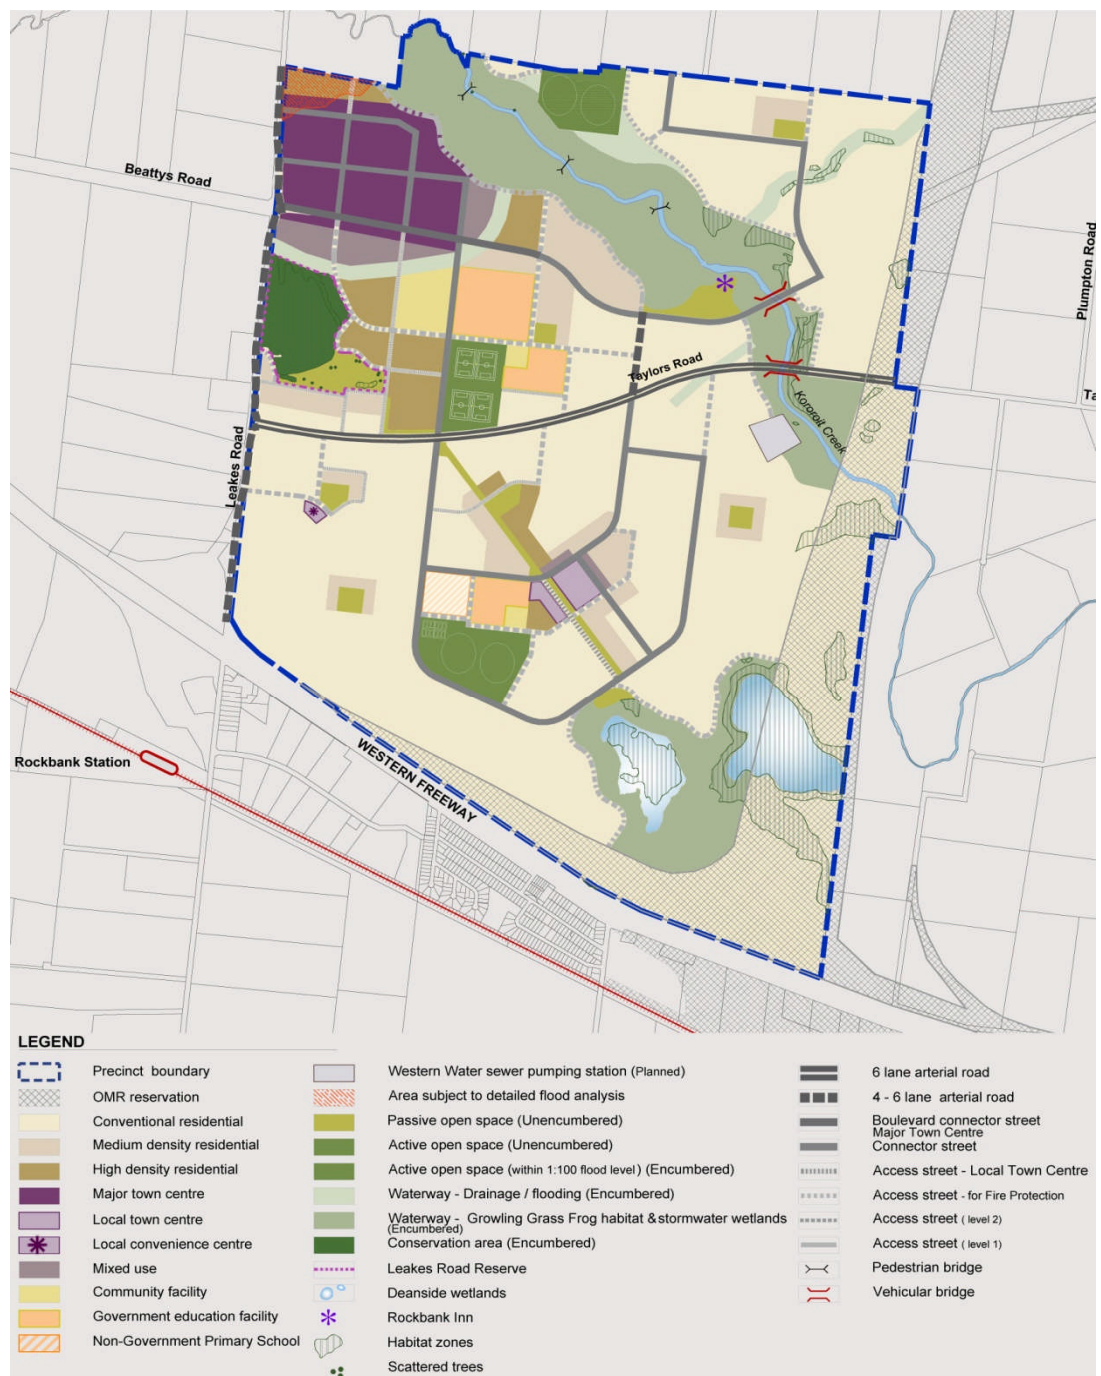 Beattys Road
Plumpton Road
Taylors Road
Ta
Kororoit Creek
Leakes Road
Rockbank Station
WESTERN FREEWAY
LEGEND
Precinct boundary
OMR reservation
Conventional residential
Medium density residential
High density residential
Major town centre
Local town centre
Local convenience centre
Mixed use
Community facility
Government education facility
Non-Government Primary School
Western Water sewer pumping station (Planned)
Area subject to detailed flood analysis
Passive open space (Unencumbered)
Active open space (Unencumbered)
Active open space (within 1:100 flood level) (Encumbered)
Waterway - Drainage / flooding (Encumbered)
Waterway - Growling Grass Frog habitat & stormwater wetlands
(Encumbered)
Conservation area (Encumbered)
Leakes Road Reserve
Deanside wetlands
Rockbank Inn
Habitat zones
Scattered trees
6 lane arterial road
4 - 6 lane arterial road
Boulevard connector street
Major Town Centre
Connector street
Access street - Local Town Centre
Access street - for Fire Protection
Access street ( level 2)
Access street ( level 1)
Pedestrian bridge
Vehicular bridge